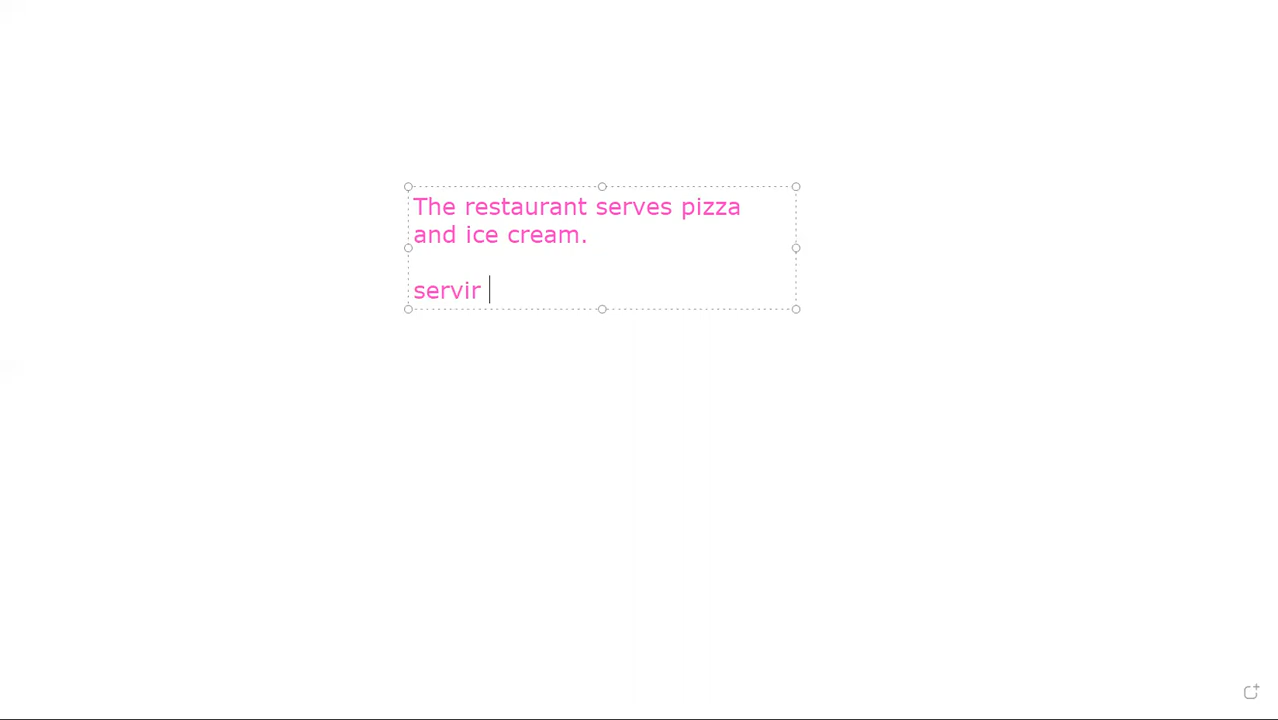 The restaurant serves pizza
and ice cream.
servir